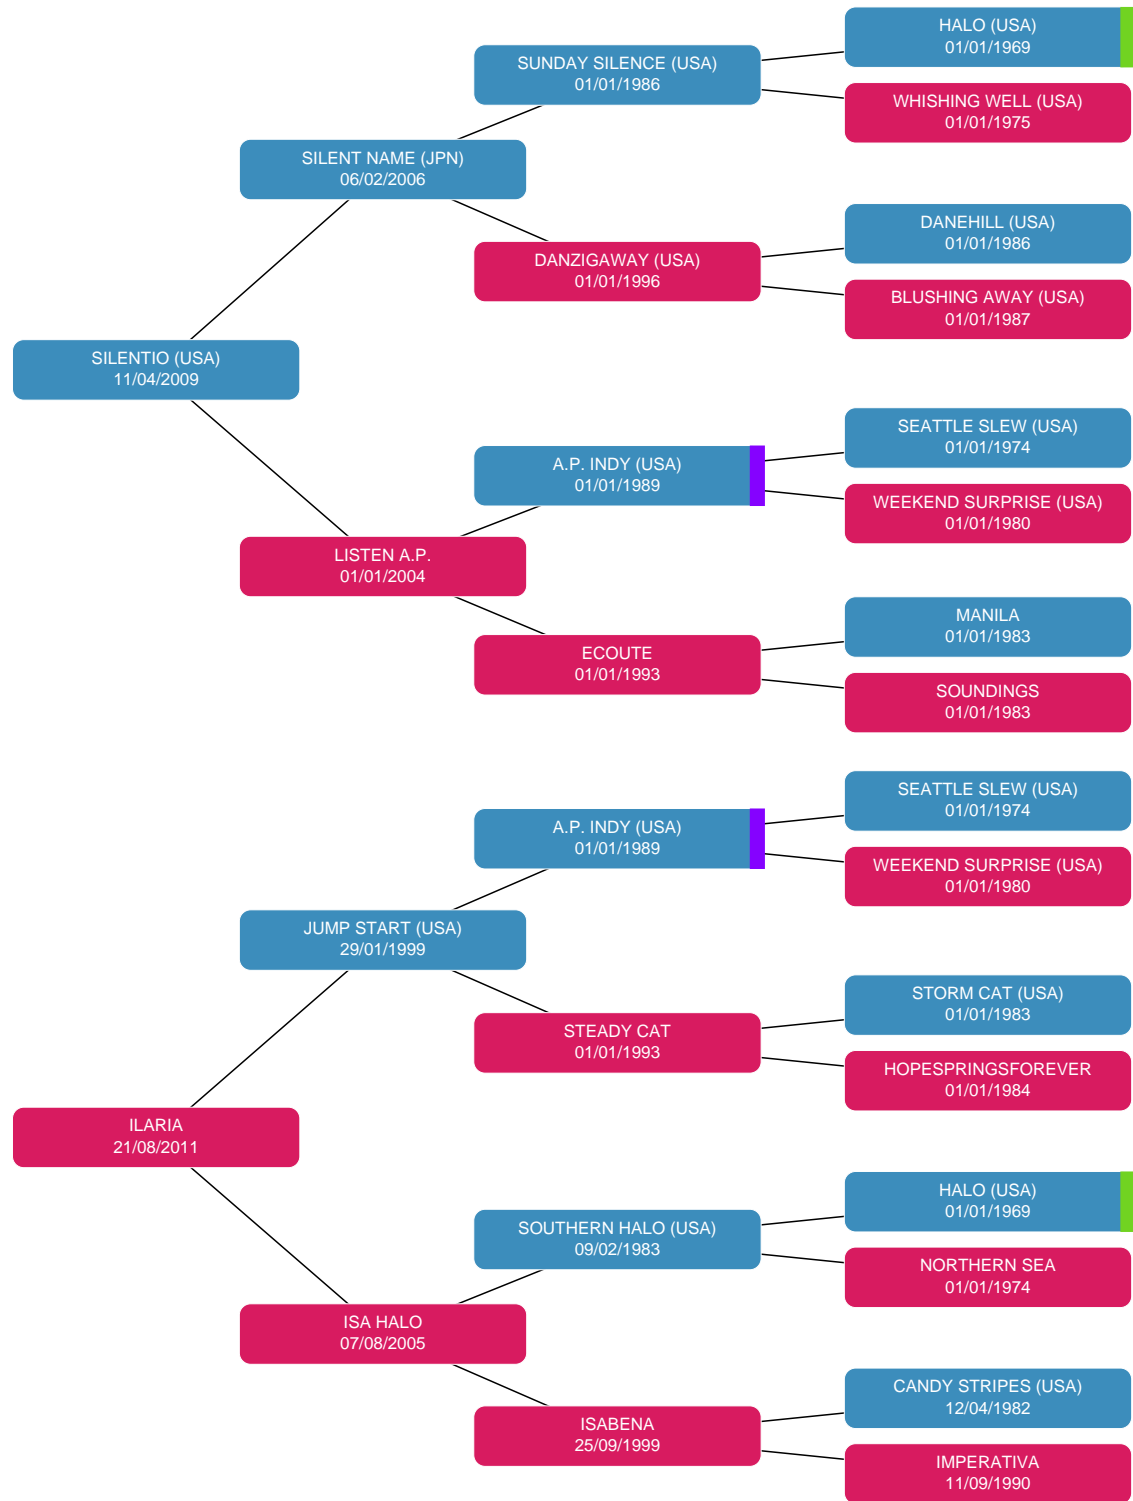 HALO (USA)
01/01/1969
SUNDAY SILENCE (USA)
01/01/1986
WHISHING WELL (USA)
01/01/1975
SILENT NAME (JPN)
06/02/2006
DANEHILL (USA)
01/01/1986
DANZIGAWAY (USA)
01/01/1996
BLUSHING AWAY (USA)
01/01/1987
SILENTIO (USA)
11/04/2009
SEATTLE SLEW (USA)
01/01/1974
A.P. INDY (USA)
01/01/1989
WEEKEND SURPRISE (USA)
01/01/1980
LISTEN A.P.
01/01/2004
MANILA
01/01/1983
ECOUTE
01/01/1993
SOUNDINGS
01/01/1983
SEATTLE SLEW (USA)
01/01/1974
A.P. INDY (USA)
01/01/1989
WEEKEND SURPRISE (USA)
01/01/1980
JUMP START (USA)
29/01/1999
STORM CAT (USA)
01/01/1983
STEADY CAT
01/01/1993
HOPESPRINGSFOREVER
01/01/1984
ILARIA
21/08/2011
HALO (USA)
01/01/1969
SOUTHERN HALO (USA)
09/02/1983
NORTHERN SEA
01/01/1974
ISA HALO
07/08/2005
CANDY STRIPES (USA)
12/04/1982
ISABENA
25/09/1999
IMPERATIVA
11/09/1990